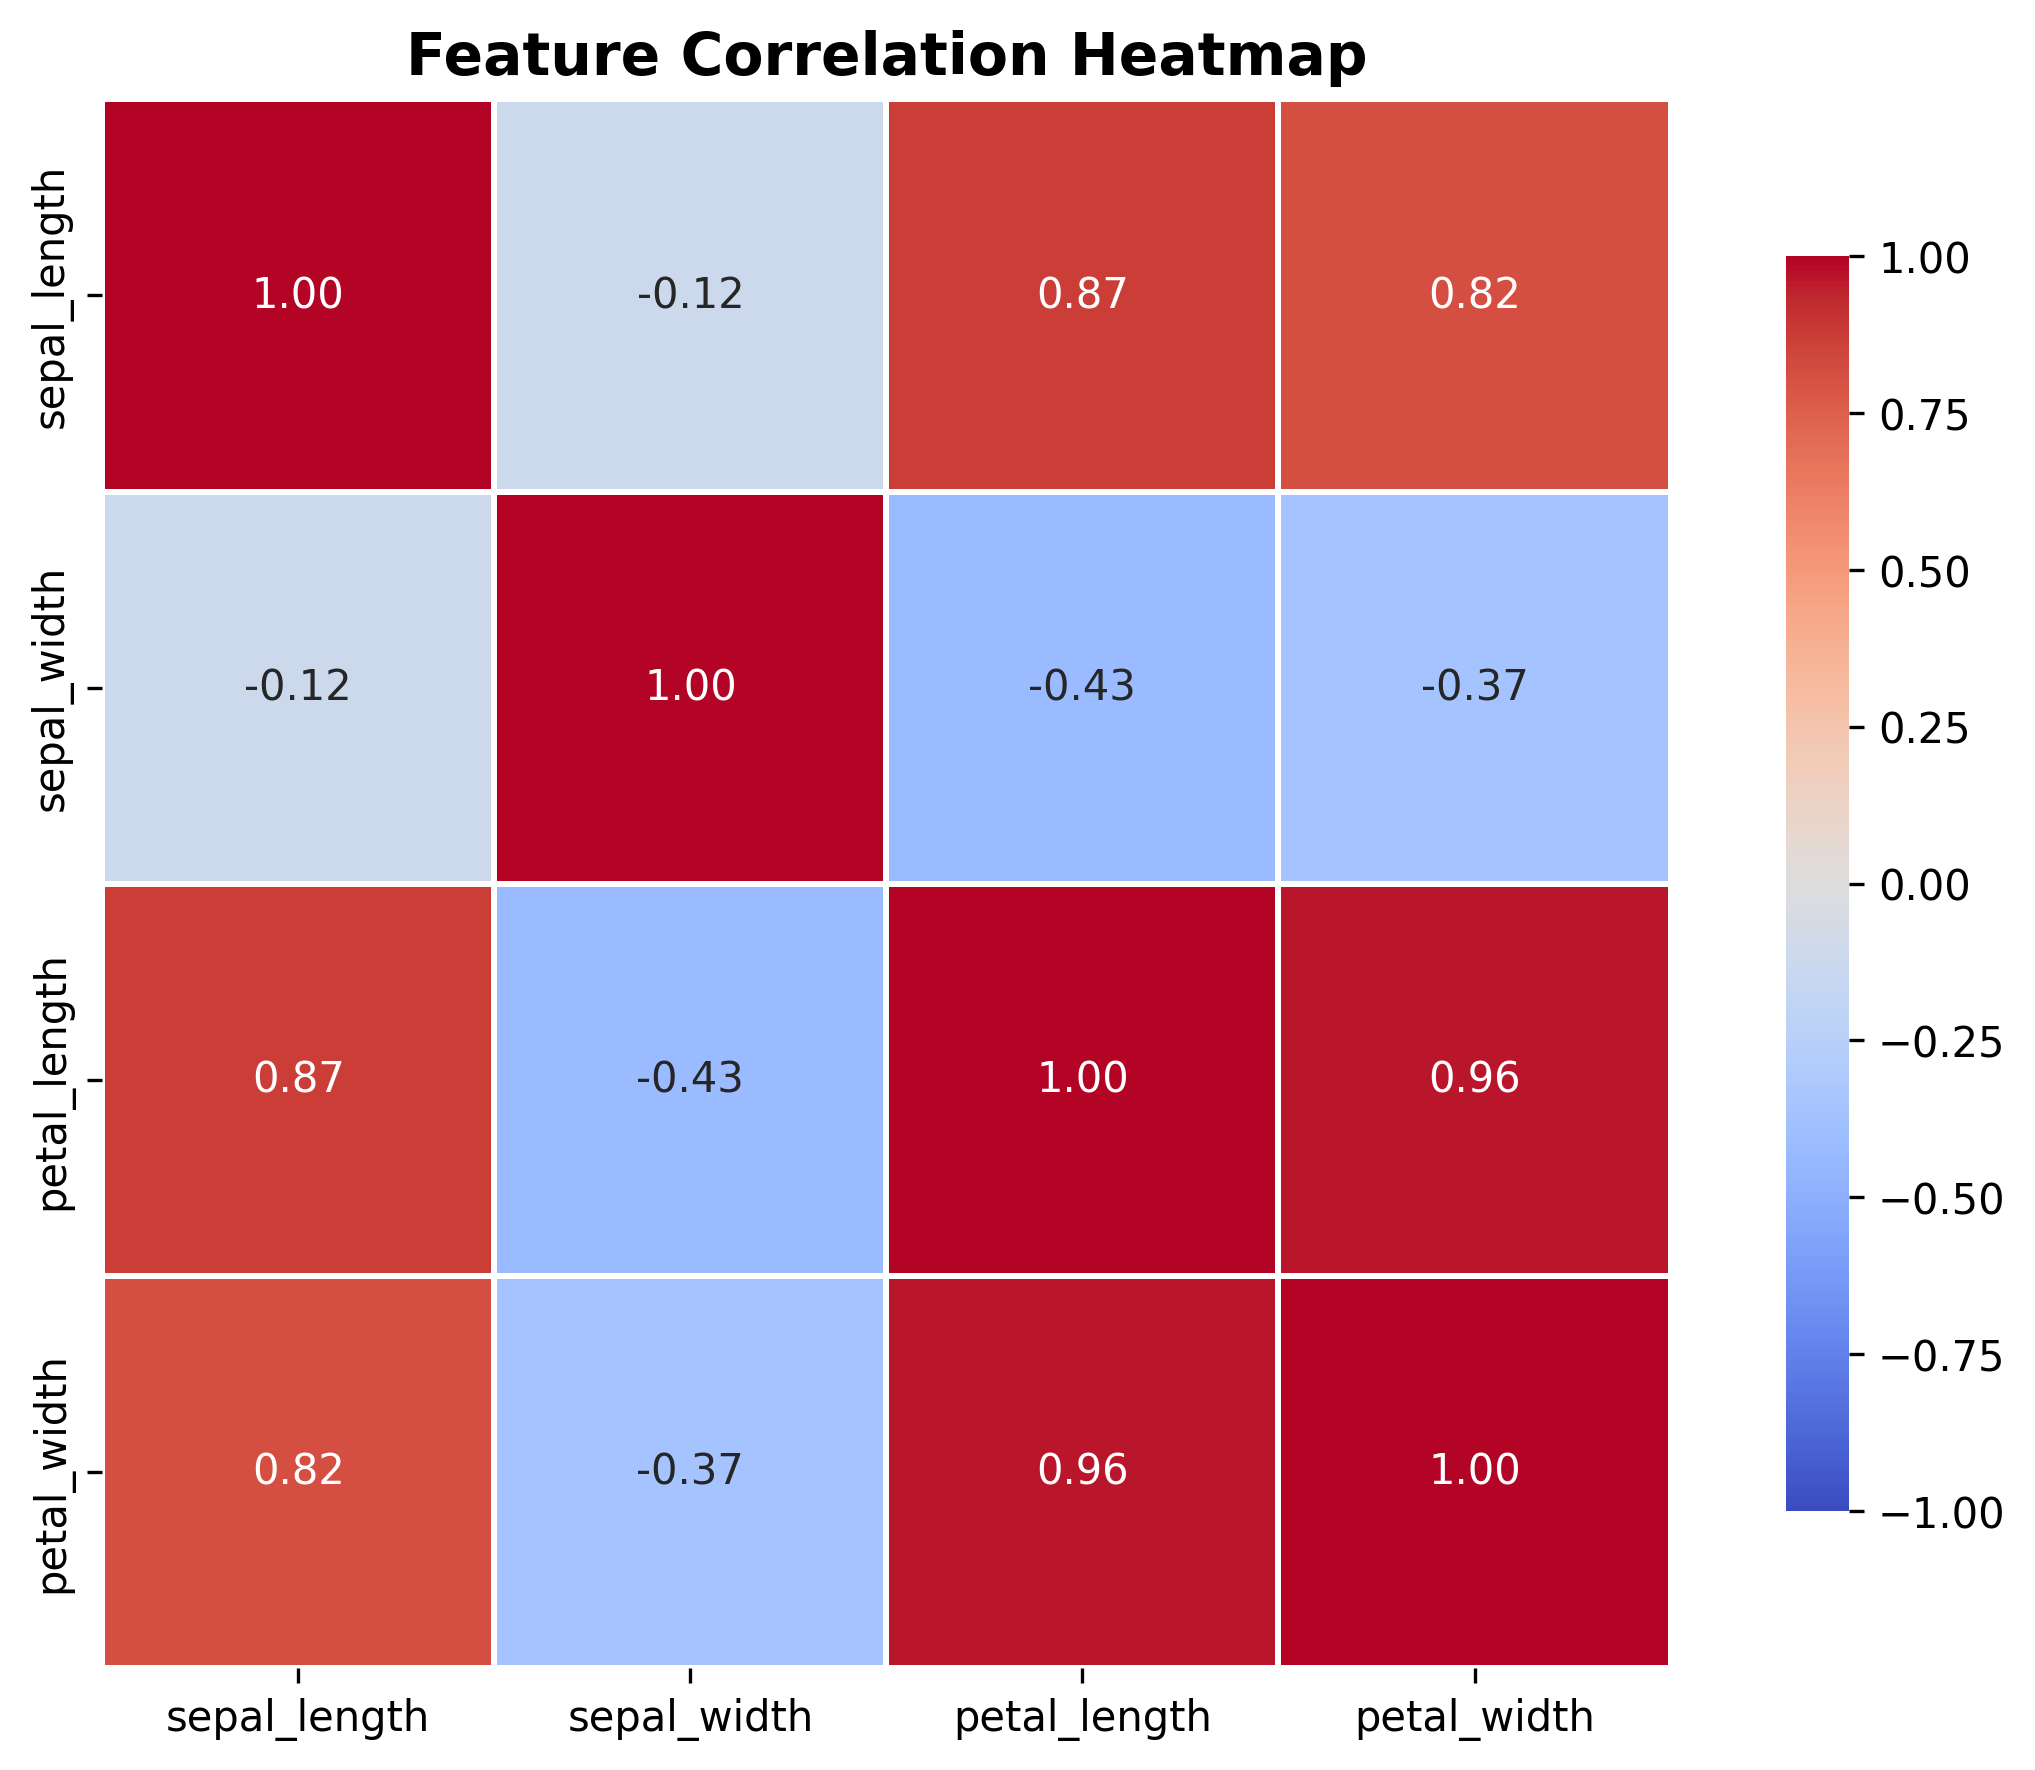 Feature Correlation Heatmap
sepal_length
1.00
-0.12
0.87
0.82
sepal_width
-0.12
1.00
-0.43
-0.37
petal_length
0.87
-0.43
1.00
0.96
petal_width
0.82
-0.37
0.96
1.00
sepal_length
sepal_width
petal_length
petal_width
1.00
0.75
0.50
0.25
0.00
−0.25
−0.50
−0.75
−1.00